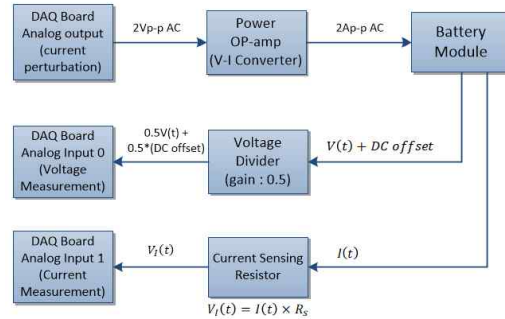 DAQ Board
Analog output
(current
perturbation)
2Vp-p AC
Power
OP-amp
(V-I Converter)
2Ap-p AC
Battery
Module
DAQ Board
Analog Input 0
(Voltage
Measurement)
0.5V(t) +
0.5*(DC offset)
Voltage
Divider
(gain : 0.5)
V(t) + DC offset
DAQ Board
Analog Input 1
(Current
Measurement)
V_I(t)
Current Sensing
Resistor
I(t)
V_I(t) = I(t) × R_s